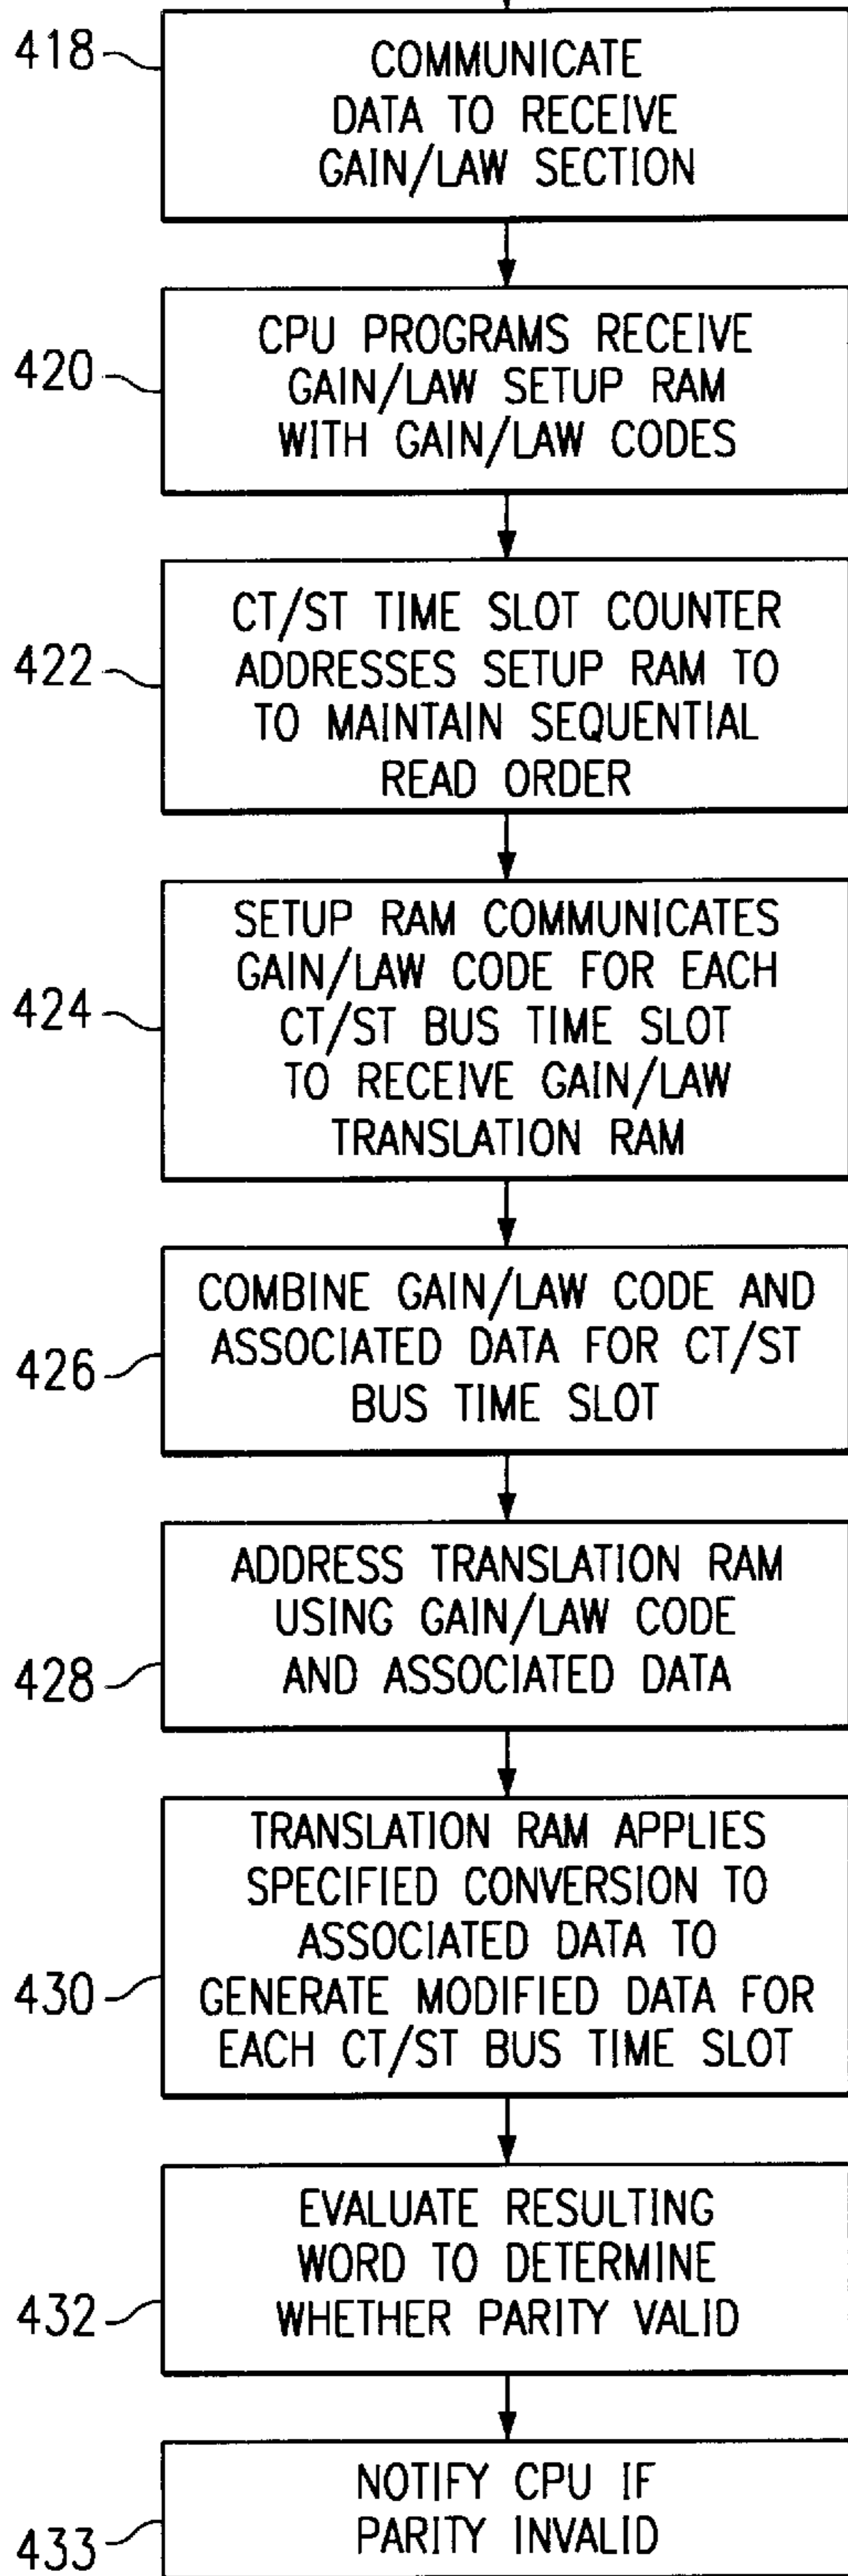 418
COMMUNICATE
DATA TO RECEIVE
GAIN/LAW SECTION
420
CPU PROGRAMS RECEIVE
GAIN/LAW SETUP RAM
WITH GAIN/LAW CODES
422
CT/ST TIME SLOT COUNTER
ADDRESSES SETUP RAM TO
TO MAINTAIN SEQUENTIAL
READ ORDER
424
SETUP RAM COMMUNICATES
GAIN/LAW CODE FOR EACH
CT/ST BUS TIME SLOT
TO RECEIVE GAIN/LAW
TRANSLATION RAM
426
COMBINE GAIN/LAW CODE AND
ASSOCIATED DATA FOR CT/ST
BUS TIME SLOT
428
ADDRESS TRANSLATION RAM
USING GAIN/LAW CODE
AND ASSOCIATED DATA
430
TRANSLATION RAM APPLIES
SPECIFIED CONVERSION TO
ASSOCIATED DATA TO
GENERATE MODIFIED DATA FOR
EACH CT/ST BUS TIME SLOT
432
EVALUATE RESULTING
WORD TO DETERMINE
WHETHER PARITY VALID
433
NOTIFY CPU IF
PARITY INVALID